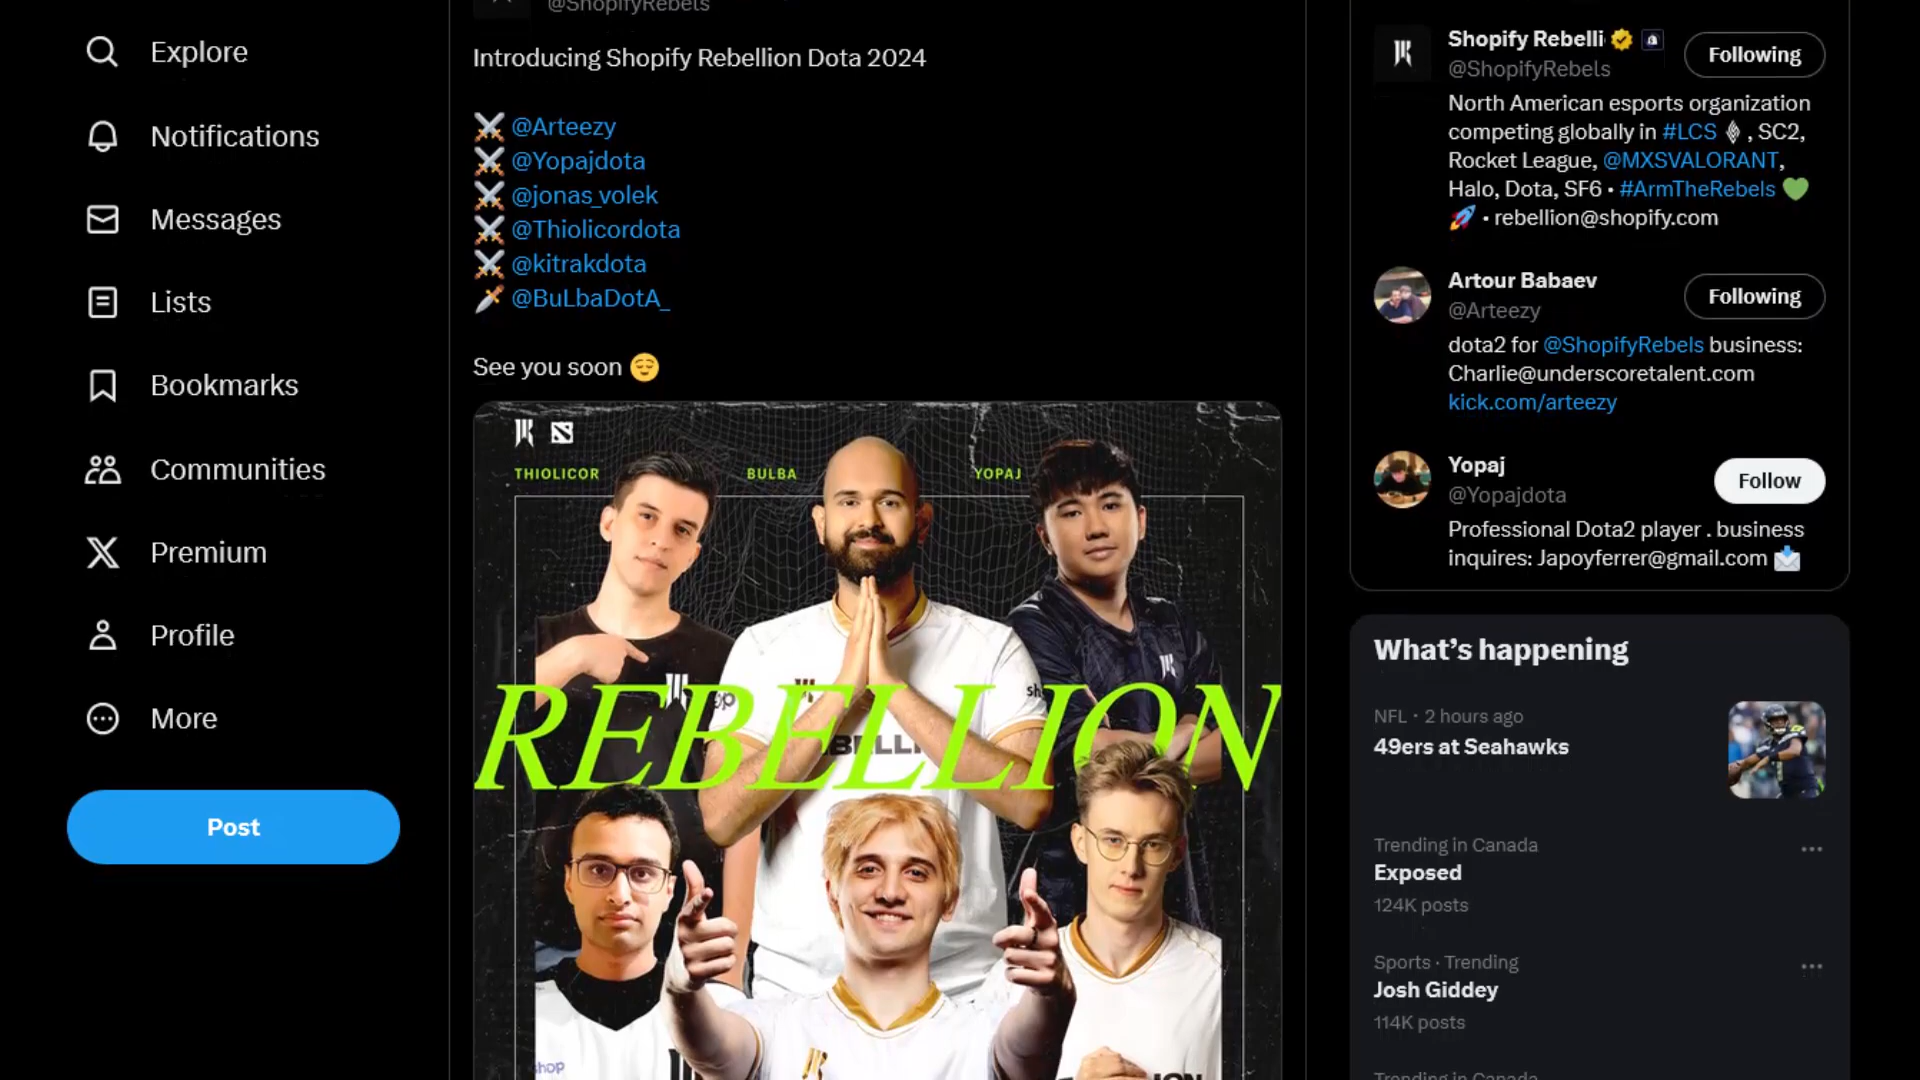 Explore
Notifications
Messages
Lists
Bookmarks
Communities
Premium
Profile
More
Post
@ShopifyRebels
Introducing Shopify Rebellion Dota 2024
@Arteezy
@Yopajdota
@jonas_volek
@Thiolicordota
@kitrakdota
@BuLbaDotA_
See you soon
THIOLICOR
BULBA
YOPAJ
REBELLION
Shopify Rebelli
@ShopifyRebels
Following
North American esports organization
competing globally in #LCS , SC2,
Rocket League, @MXSVALORANT,
Halo, Dota, SF6 • #ArmTheRebels
• rebellion@shopify.com
Artour Babaev
@Arteezy
Following
dota2 for @ShopifyRebels business:
Charlie@underscoretalent.com
kick.com/arteezy
Yopaj
@Yopajdota
Follow
Professional Dota2 player . business
inquires: Japoyferrer@gmail.com
What’s happening
NFL · 2 hours ago
49ers at Seahawks
Trending in Canada
Exposed
124K posts
Sports · Trending
Josh Giddey
114K posts
Trending in Canada